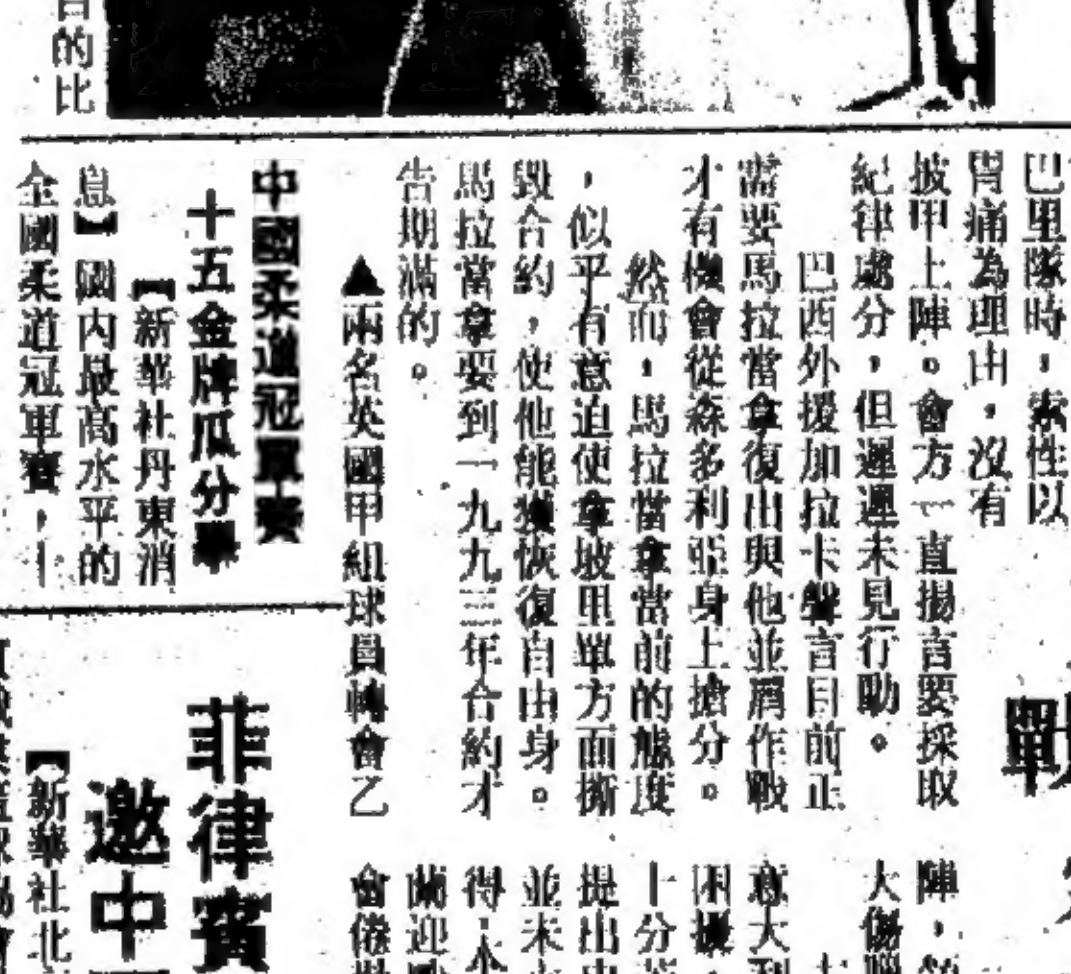 巴里隊時，索性以
胃痛為理由，沒有
披甲上陣。會方一直揚言要採取
紀律處分，但遲遲未見行動。
巴西外援加拉卡聲言目前正
需要馬拉當拿復出與他並肩作戰
才有機會從森多利亞身上搶分。
然而，馬拉當拿當前的態度
，似乎有意迫使拿坡里單方面撕
毀合約，使他能獲恢復自由身。
馬拉當拿要到一九九三年合約才
告期滿的。
▲兩名英國甲組球員轉會乙
中國柔道冠軍賽
十五金牌瓜分畢
【新華社丹東消
息】國內最高水平的
全國柔道冠軍賽，十
的比
單
陣，
大傷
意大利
困擾，
十分
提出
並未
得，
會倦
菲律賓
邀中
【新華社北